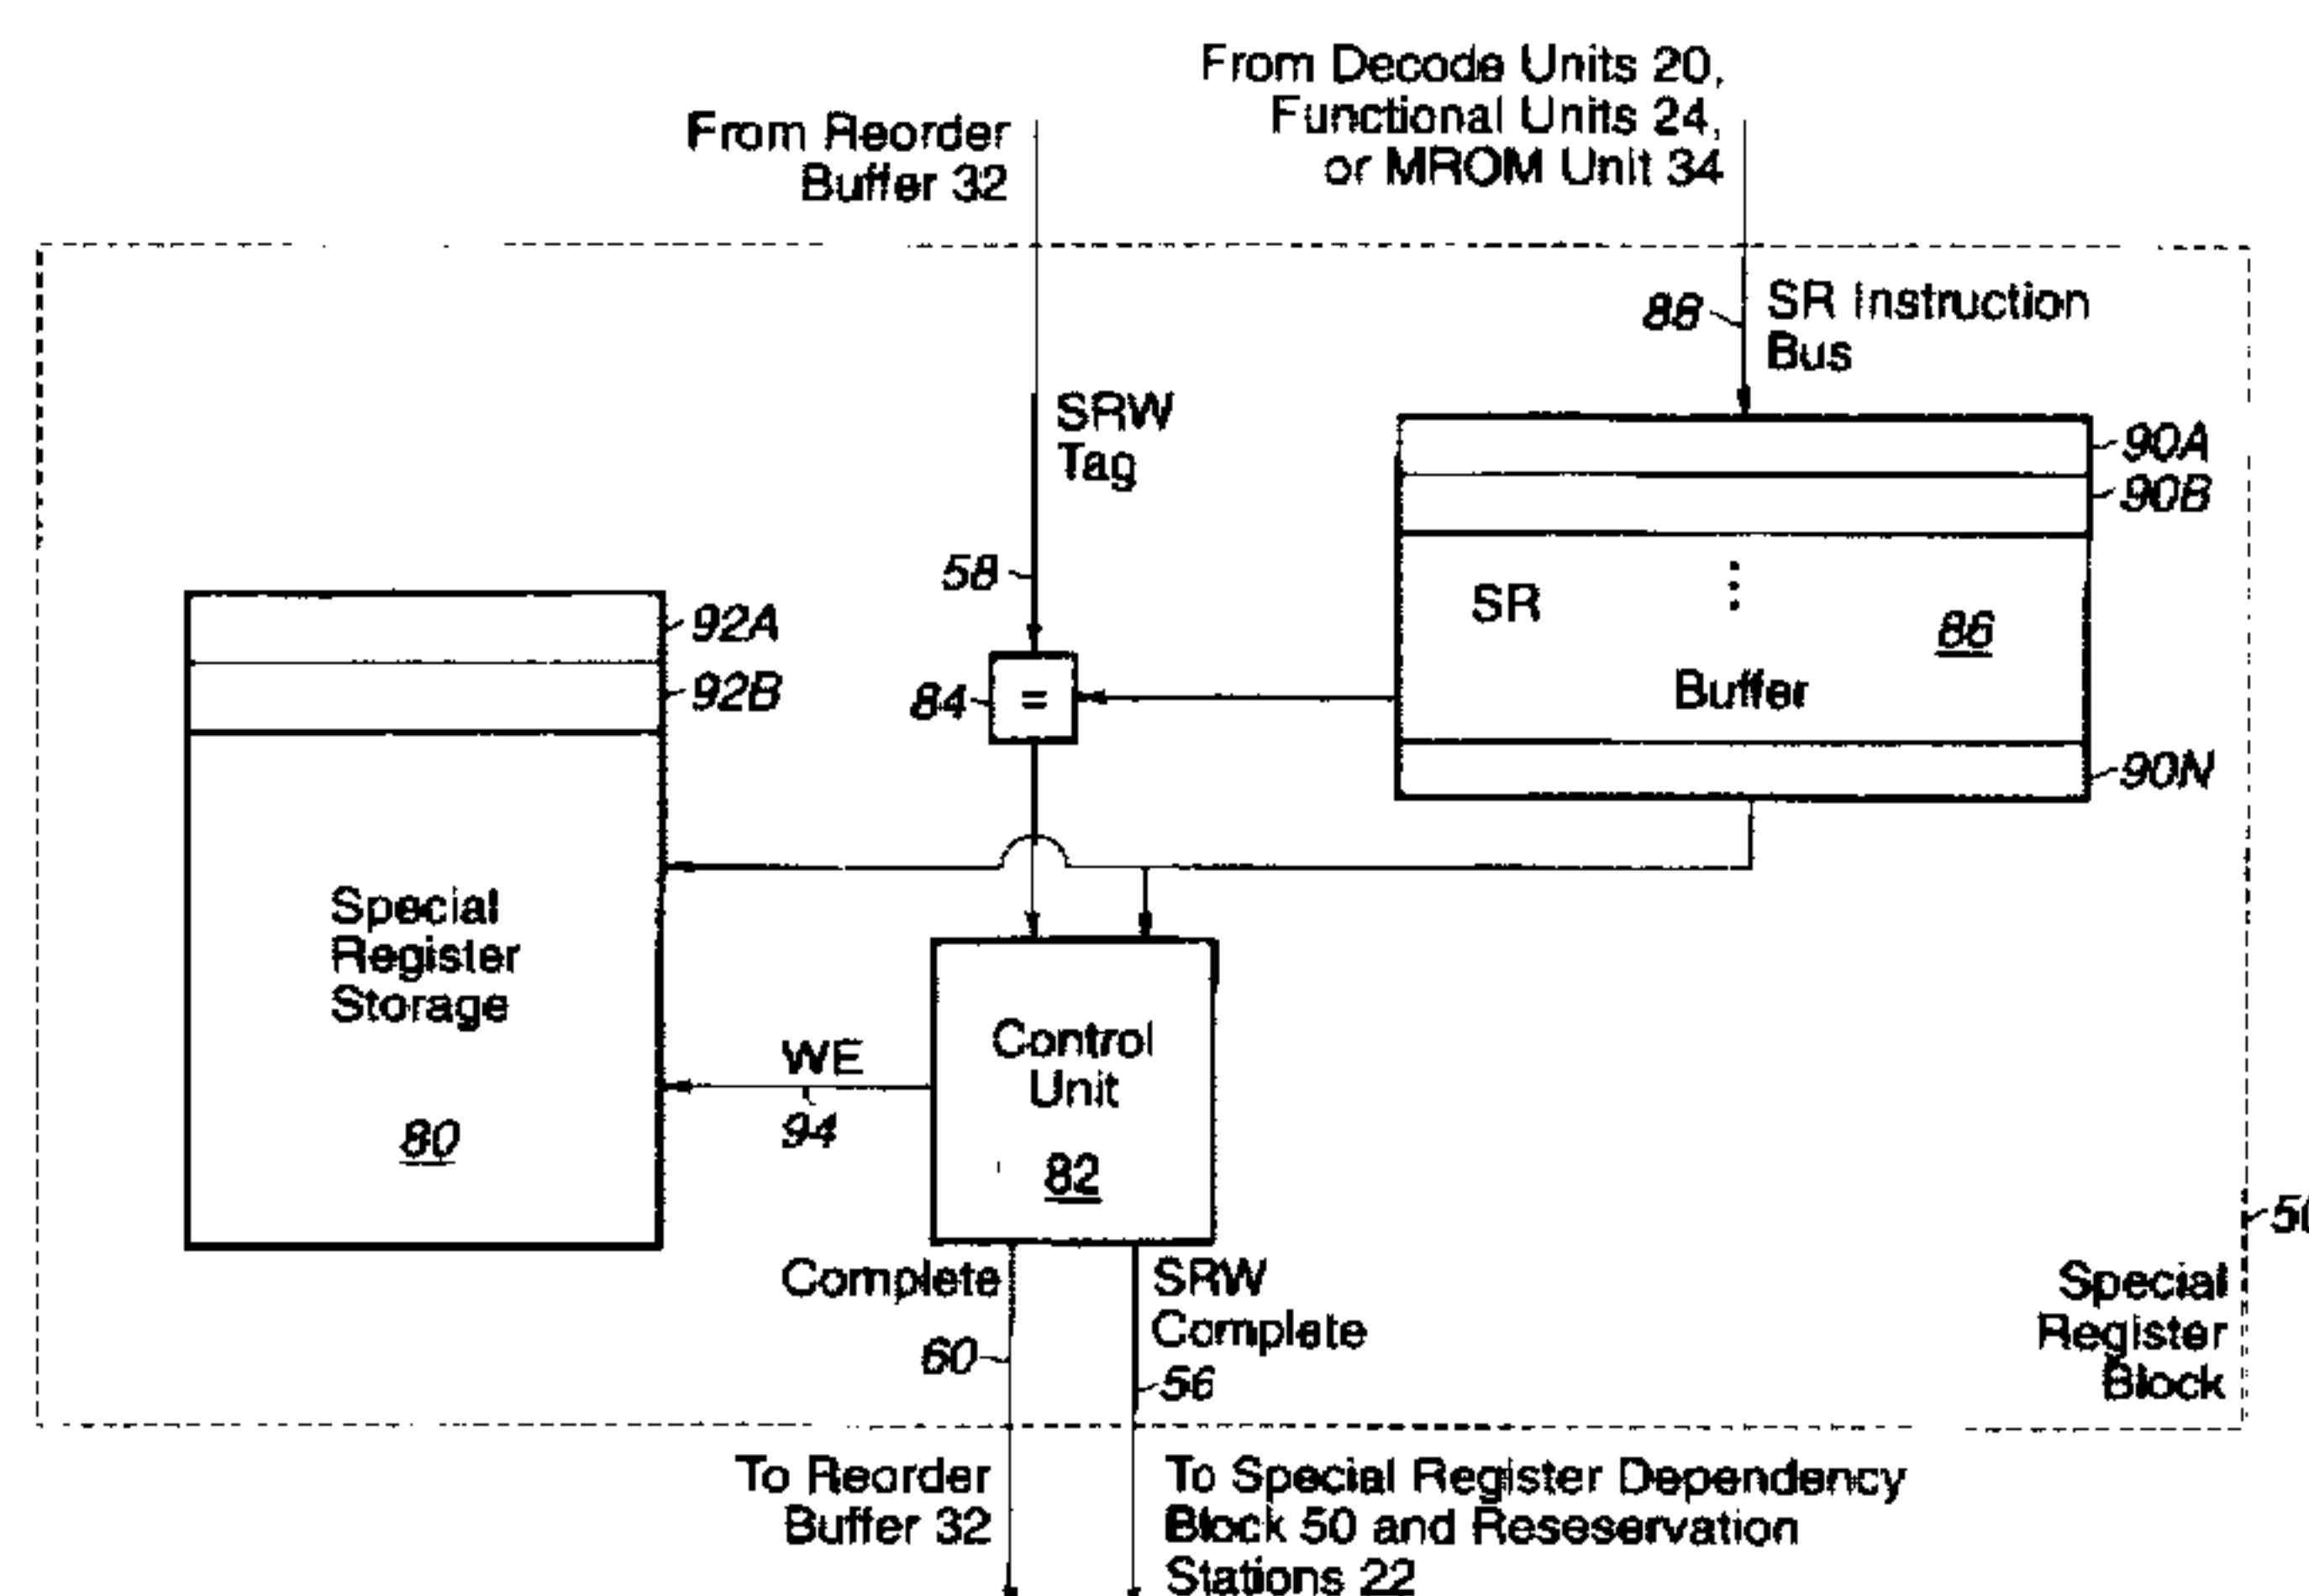 From Decode Units 20,
Functional Units 24,
or MROM Unit 34
From Reorder
Buffer 32
88
SR Instruction
Bus
SRW
Tag
90A
90B
58
SR
86
92A
84
=
Buffer
92B
90N
Special
Register
Storage
80
WE
94
Control
Unit
82
Complete
SRW
Complete
60
56
Special
Register
Block
To Reorder
Buffer 32
To Special Register Dependency
Block 50 and Reseservation
Stations 22